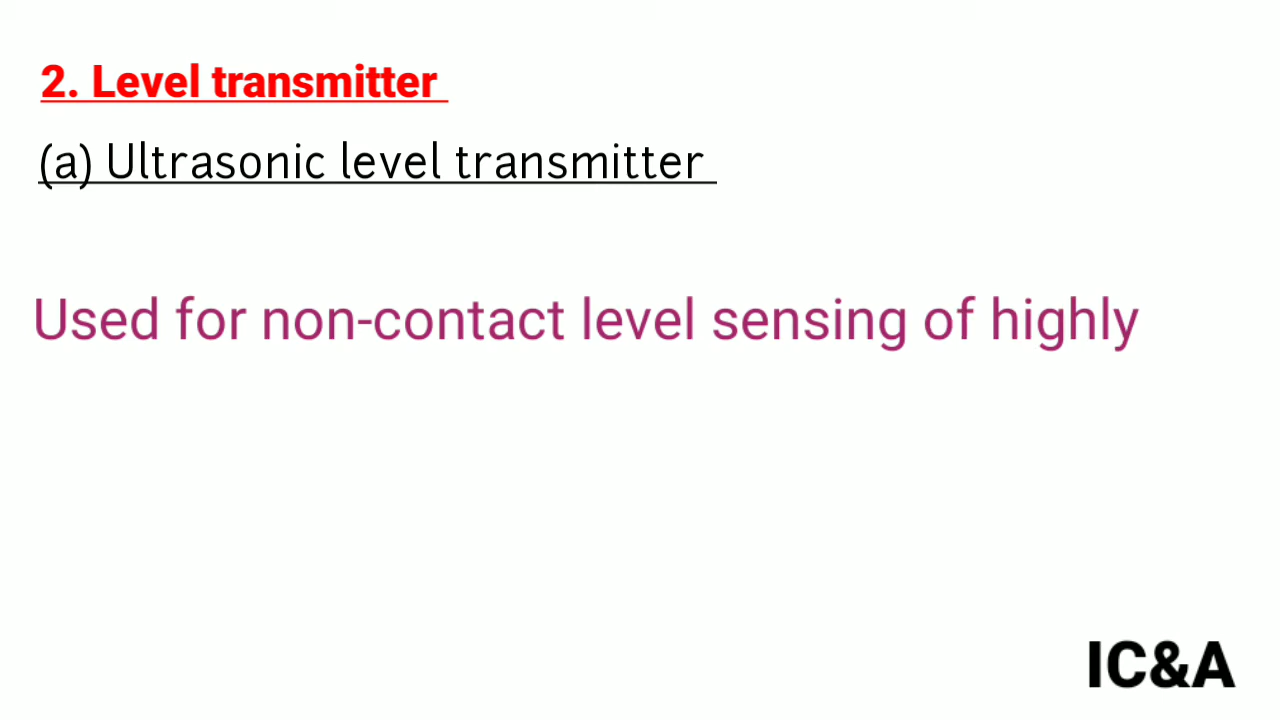 2. Level transmitter
(a) Ultrasonic level transmitter
Used for non-contact level sensing of highly
IC&A